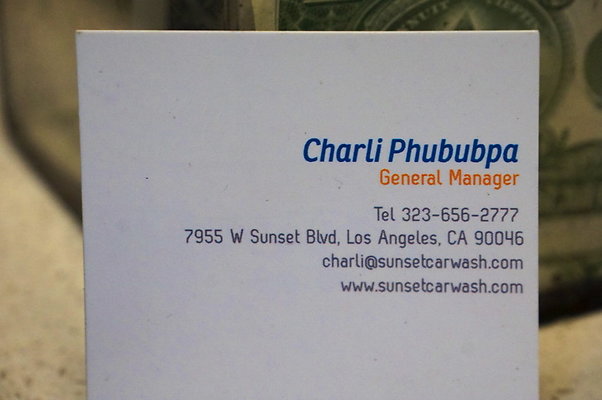 Charli Phububpa
General Manager
Tel 323-656-2777
7955 W Sunset Blvd, Los Angeles, CA 90046
charli@sunsetcarwash.com
www.sunsetcarwash.com